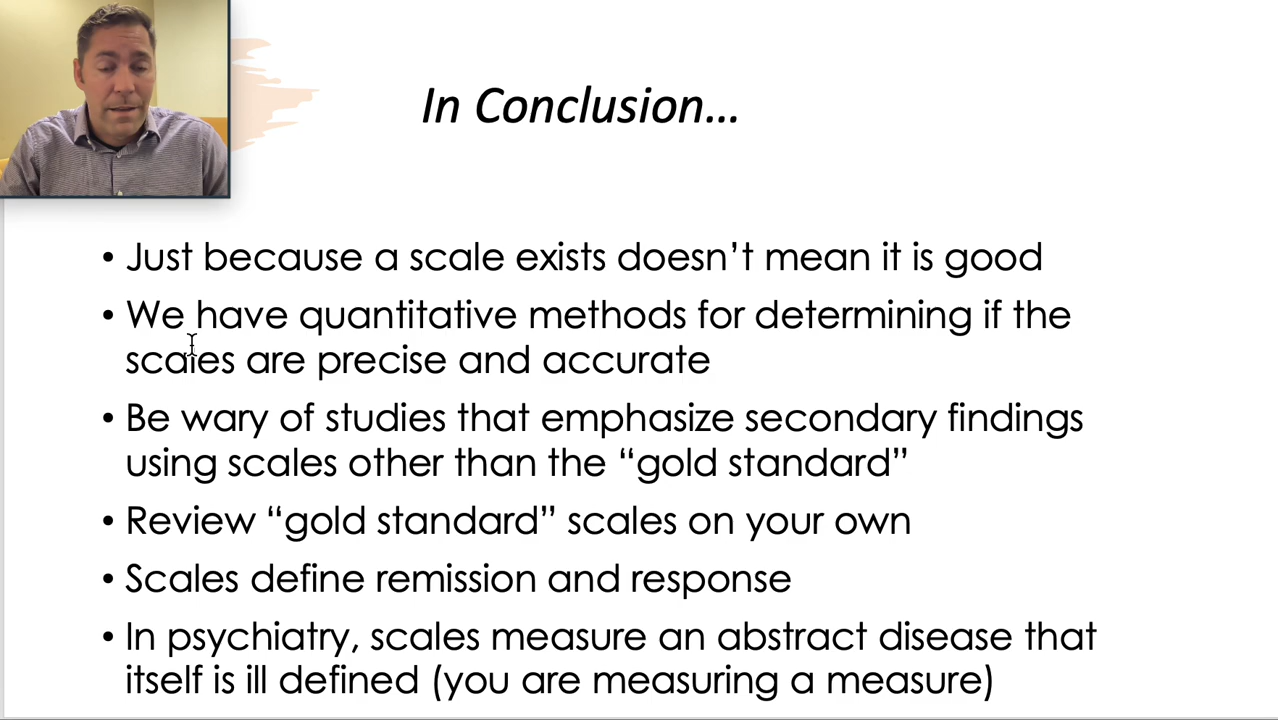 In Conclusion...
• Just because a scale exists doesn’t mean it is good
• We have quantitative methods for determining if the
scales are precise and accurate
• Be wary of studies that emphasize secondary findings
using scales other than the “gold standard”
• Review “gold standard” scales on your own
• Scales define remission and response
• In psychiatry, scales measure an abstract disease that
itself is ill defined (you are measuring a measure)